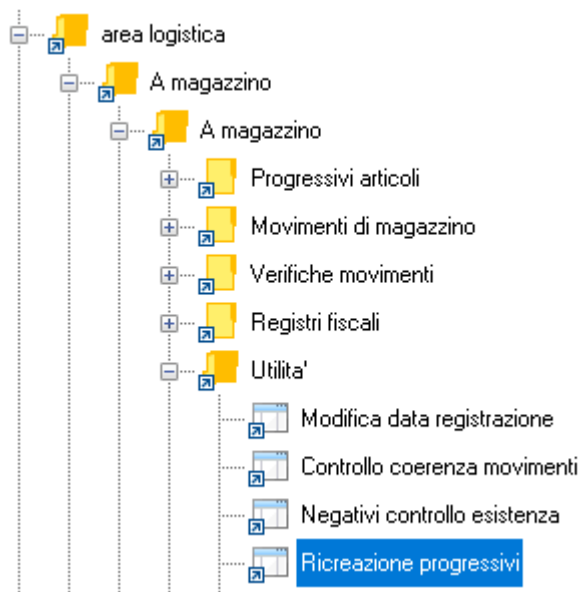 area logistica
A magazzino
A magazzino
Progressivi articoli
Movimenti di magazzino
Verifiche movimenti
Registri fiscali
Utilita'
Modifica data registrazione
Controllo coerenza movimenti
Negativi controllo esistenza
Ricreazione progressivi